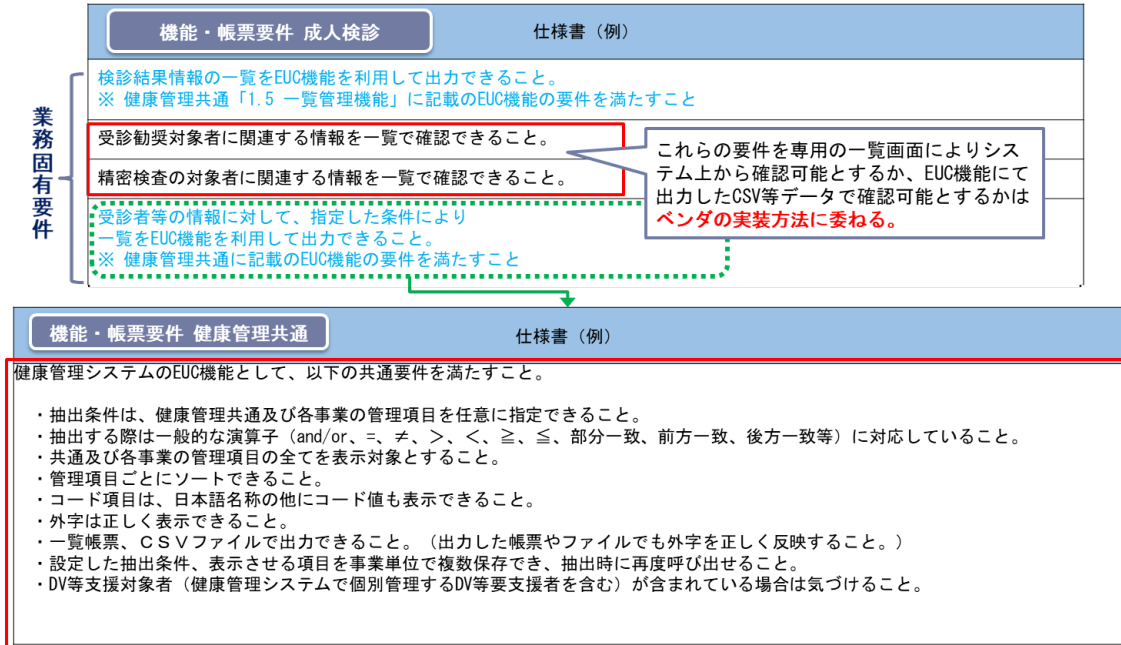 機能・帳票要件 成人検診
仕様書（例）
業務固有要件
検診結果情報の一覧をEUC機能を利用して出力できること。
※ 健康管理共通「1.5 一覧管理機能」に記載のEUC機能の要件を満たすこと
受診勧奨対象者に関連する情報を一覧で確認できること。
精密検査の対象者に関連する情報を一覧で確認できること。
これらの要件を専用の一覧画面によりシス
テム上から確認可能とするか、EUC機能にて
出力したCSV等データで確認可能とするかは
ベンダの実装方法に委ねる。
受診者等の情報に対して、指定した条件により
一覧をEUC機能を利用して出力できること。
※ 健康管理共通に記載のEUC機能の要件を満たすこと
機能・帳票要件 健康管理共通
仕様書（例）
健康管理システムのEUC機能として、以下の共通要件を満たすこと。
・抽出条件は、健康管理共通及び各事業の管理項目を任意に指定できること。
・抽出する際は一般的な演算子（and/or、=、≠、＞、＜、≧、≦、部分一致、前方一致、後方一致等）に対応していること。
・共通及び各事業の管理項目の全てを表示対象とすること。
・管理項目ごとにソートできること。
・コード項目は、日本語名称の他にコード値も表示できること。
・外字は正しく表示できること。
・一覧帳票、ＣＳＶファイルで出力できること。（出力した帳票やファイルでも外字を正しく反映すること。）
・設定した抽出条件、表示させる項目を事業単位で複数保存でき、抽出時に再度呼び出せること。
・DV等支援対象者（健康管理システムで個別管理するDV等要支援者を含む）が含まれている場合は気づけること。